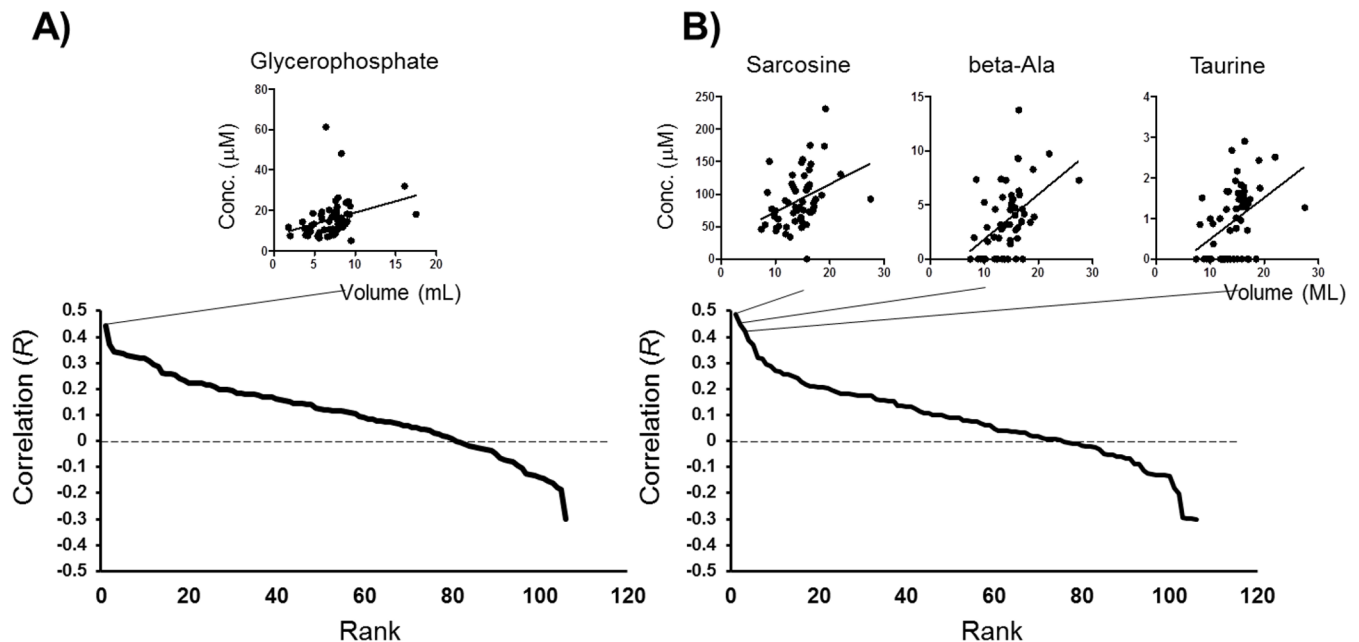 A)
Glycerophosphate
Conc. (µM)
80
60
40
20
0
0 5 10 15 20
Volume (mL)
Correlation (R)
0.5
0.4
0.3
0.2
0.1
0
-0.1
-0.2
-0.3
-0.4
-0.5
0 20 40 60 80 100 120
Rank
B)
Sarcosine
Conc. (µM)
250
200
150
100
50
0
0 10 20 30
beta-Ala
15
10
5
0
0 10 20 30
Taurine
4
3
2
1
0
0 10 20 30
Volume (ML)
Correlation (R)
0.5
0.4
0.3
0.2
0.1
0
-0.1
-0.2
-0.3
-0.4
-0.5
0 20 40 60 80 100 120
Rank